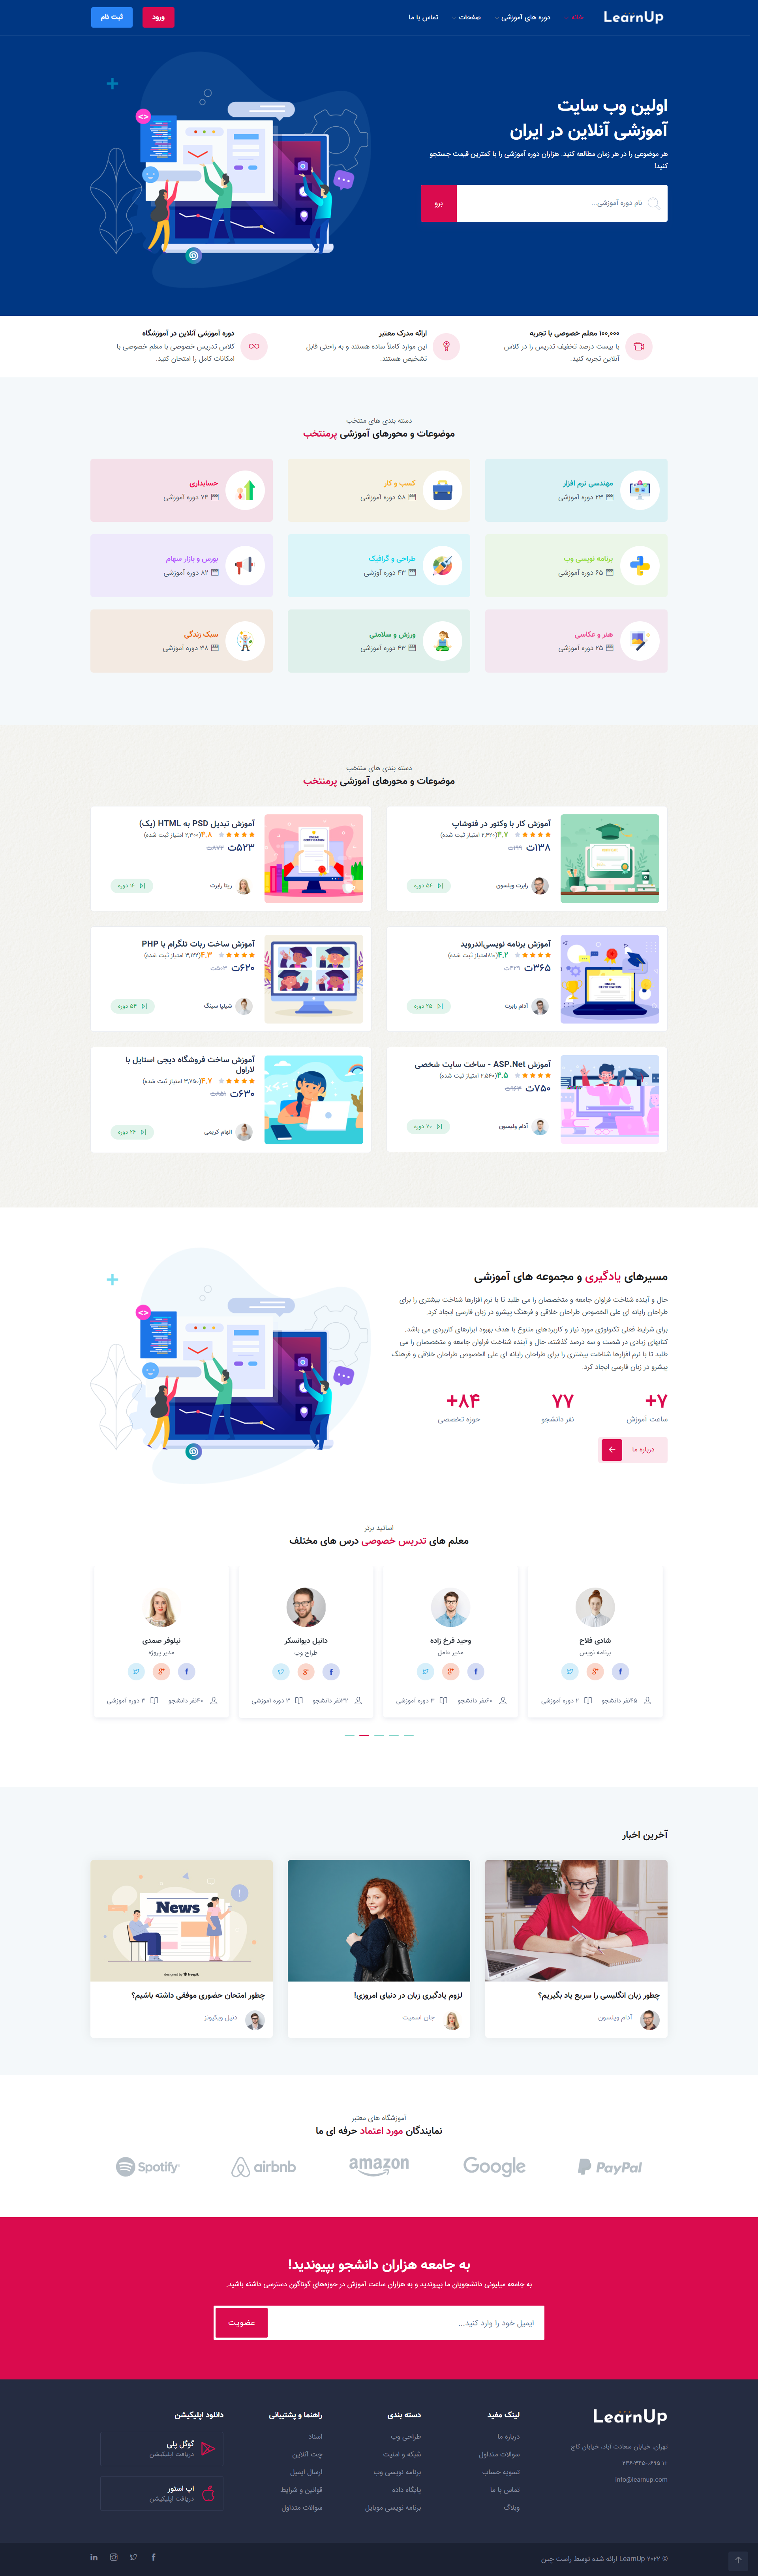 LearnUp
خانه
دوره های آموزشی
صفحات
تماس با ما
ورود
ثبت نام
اولین وب سایت
آموزشی آنلاین در ایران
هر موضوعی را در هر زمان مطالعه کنید. هزاران دوره آموزشی را با کمترین قیمت جستجو
کنید!
نام دوره آموزشی...
برو
۱۰۰,۰۰۰ معلم خصوصی با تجربه
با بیست درصد تخفیف تدریس را در کلاس
آنلاین تجربه کنید.
ارائه مدرک معتبر
این موارد کاملاً ساده هستند و به راحتی قابل
تشخیص هستند.
دوره آموزشی آنلاین در آموزشگاه
کلاس تدریس خصوصی با معلم خصوصی با
امکانات کامل را امتحان کنید.
دسته بندی های منتخب
موضوعات و محورهای آموزشی پرمنتخب
مهندسی نرم افزار
۲۳ دوره آموزشی
کسب و کار
۵۸ دوره آموزشی
حسابداری
۷۴ دوره آموزشی
برنامه نویسی وب
۶۵ دوره آموزشی
طراحی و گرافیک
۴۳ دوره آوزشی
بورس و بازار سهام
۸۲ دوره آموزشی
هنر و عکاسی
۲۵ دوره آموزشی
ورزش و سلامتی
۴۳ دوره آموزشی
سبک زندگی
۳۸ دوره آموزشی
دسته بندی های منتخب
موضوعات و محورهای آموزشی پرمنتخب
آموزش کار با وکتور در فتوشاپ
۴.۷(۲,۴۲۰ امتیاز ثبت شده)
۱۳۸ت ۱۹۹ت
رابرت ویلسون
۵۴ دوره
آموزش تبدیل PSD به HTML (پک)
۴.۸(۲,۳۰۰ امتیاز ثبت شده)
۵۲۳ت ۸۷۳ت
ریتا رابرت
۱۴ دوره
آموزش برنامه نویسی‌اندروید
۴.۲(۸۱۰امتیاز ثبت شده)
۳۶۵ت ۴۳۹ت
آدام رابرت
۲۵ دوره
آموزش ساخت ربات تلگرام با PHP
۴.۳(۳,۱۲۲ امتیاز ثبت شده)
۶۲۰ت
شیلپا سینگ
۵۴ دوره
آموزش ASP.Net - ساخت سایت شخصی
۴.۵(۲,۵۴۰ امتیاز ثبت شده)
۷۵۰ت ۹۶۳ت
آدام ولیسون
۷۰ دوره
آموزش ساخت فروشگاه دیجی استایل با
لاراول
۴.۷(۳,۷۵۰ امتیاز ثبت شده)
۶۳۰ت ۸۵۱ت
الهام کریمی
۲۶ دوره
مسیرهای یادگیری و مجموعه های آموزشی
حال و آینده شناخت فراوان جامعه و متخصصان را می طلبد تا با نرم افزارها شناخت بیشتری را برای
طراحان رایانه ای علی الخصوص طراحان خلاقی و فرهنگ پیشرو در زبان فارسی ایجاد کرد.
برای شرایط فعلی تکنولوژی مورد نیاز و کاربردهای متنوع با هدف بهبود ابزارهای کاربردی می باشد.
کتابهای زیادی در شصت و سه درصد گذشته، حال و آینده شناخت فراوان جامعه و متخصصان را می
طلبد تا با نرم افزارها شناخت بیشتری را برای طراحان رایانه ای علی الخصوص طراحان خلاقی و فرهنگ
پیشرو در زبان فارسی ایجاد کرد.
۷+
ساعت آموزش
۷۷
نفر دانشجو
۸۴+
حوزه تخصصی
درباره ما
اساتید برتر
معلم های تدریس خصوصی درس های مختلف
شادی فلاح
برنامه نویس
۴۵نفر دانشجو
۲ دوره آموزشی
وحید فرخ زاده
مدیر عامل
۶۰نفر دانشجو
۳ دوره آموزشی
دانیل دیوانسکر
طراح وب
۳۲نفر دانشجو
۳ دوره آموزشی
نیلوفر صمدی
مدیر پروژه
۴۰نفر دانشجو
۳ دوره آموزشی
آخرین اخبار
News
چطور زبان انگلیسی را سریع یاد بگیریم؟
آدام ویلسون
لزوم یادگیری زبان در دنیای امروزی!
جان اسمیت
چطور امتحان حضوری موفقی داشته باشیم؟
دنیل ویکیونز
آموزشگاه های معتبر
نمایندگان مورد اعتماد حرفه ای ما
PayPal
Google
amazon
airbnb
Spotify
به جامعه هزاران دانشجو بپیوندید!
به جامعه میلیونی دانشجویان ما بپیوندید و به هزاران ساعت آموزش در حوزه‌های گوناگون دسترسی داشته باشید.
ایمیل خود را وارد کنید...
عضویت
LearnUp
تهران، خیابان سعادت آباد، خیابان کاج
۱۰ ۲۴۶-۳۴۵-۰۶۹۵
info@learnup.com
لینک مفید
درباره ما
سوالات متداول
تسویه حساب
تماس با ما
وبلاگ
دسته بندی
طراحی وب
شبکه و امنیت
برنامه نویسی وب
پایگاه داده
برنامه نویسی موبایل
راهنما و پشتیبانی
اسناد
چت آنلاین
ارسال ایمیل
قوانین و شرایط
سوالات متداول
دانلود اپلیکیشن
گوگل پلی
دریافت اپلیکیشن
اپ استور
دریافت اپلیکیشن
© ۲۰۲۲ LearnUp ارائه شده توسط راست چین